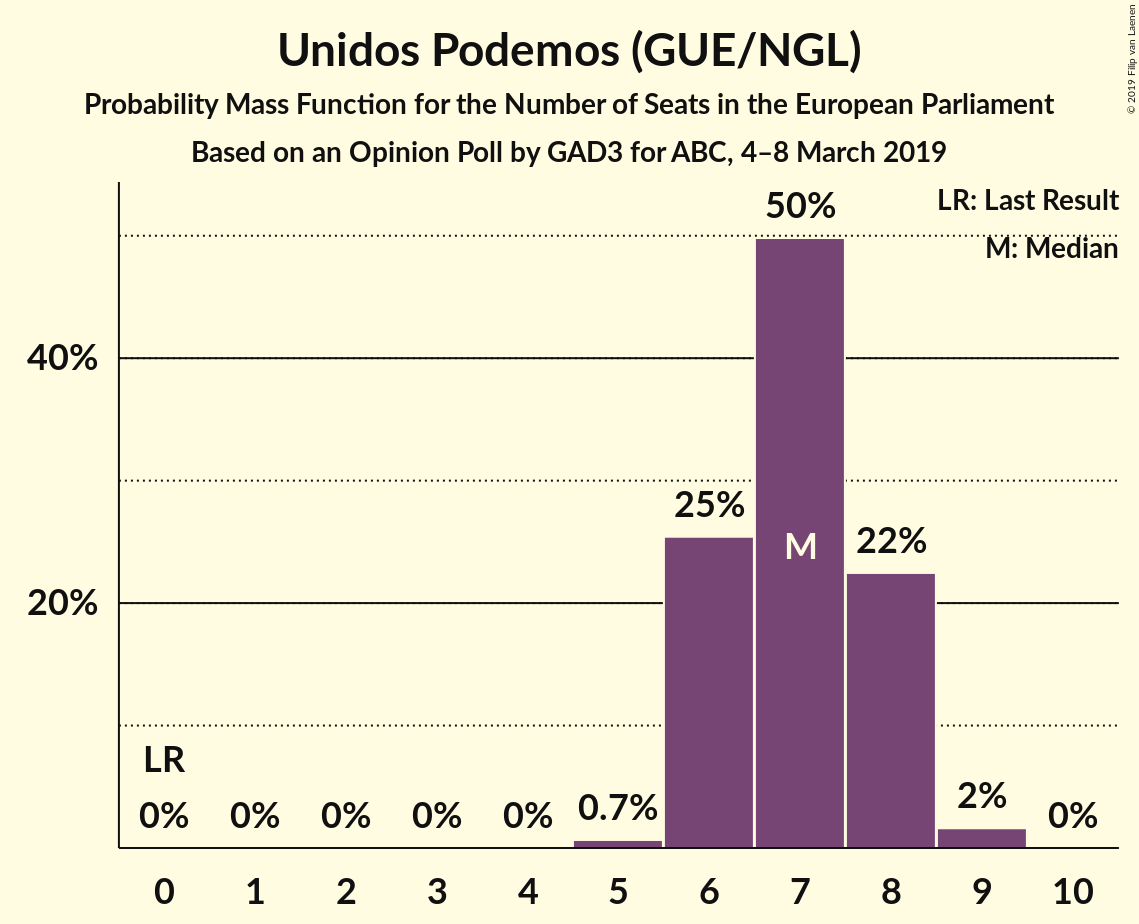 Unidos Podemos (GUE/NGL)
Probability Mass Function for the Number of Seats in the European Parliament
Based on an Opinion Poll by GAD3 for ABC, 4–8 March 2019
© 2019 Filip van Laenen
LR: Last Result
M: Median
50%
40%
25%
M
22%
20%
LR
0%
0%
0%
0%
0%
0.7%
2%
0%
0 1 2 3 4 5 6 7 8 9 10